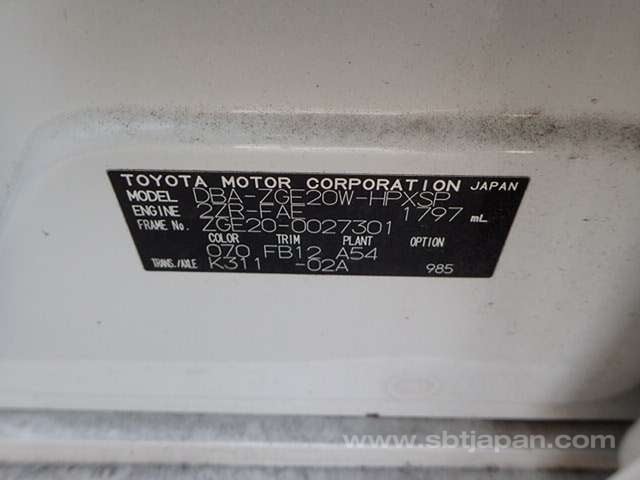 TOYOTA MOTOR CORPORATION JAPAN
MODEL DBA-ZGE20W-HPXSP
ENGINE 2ZR-FAE 1797 mL
FRAME No. ZGE20-0027301
COLOR TRIM PLANT OPTION
070 FB12 A54
TRANS./AXLE K311 -02A 985
www.sbtjapan.com